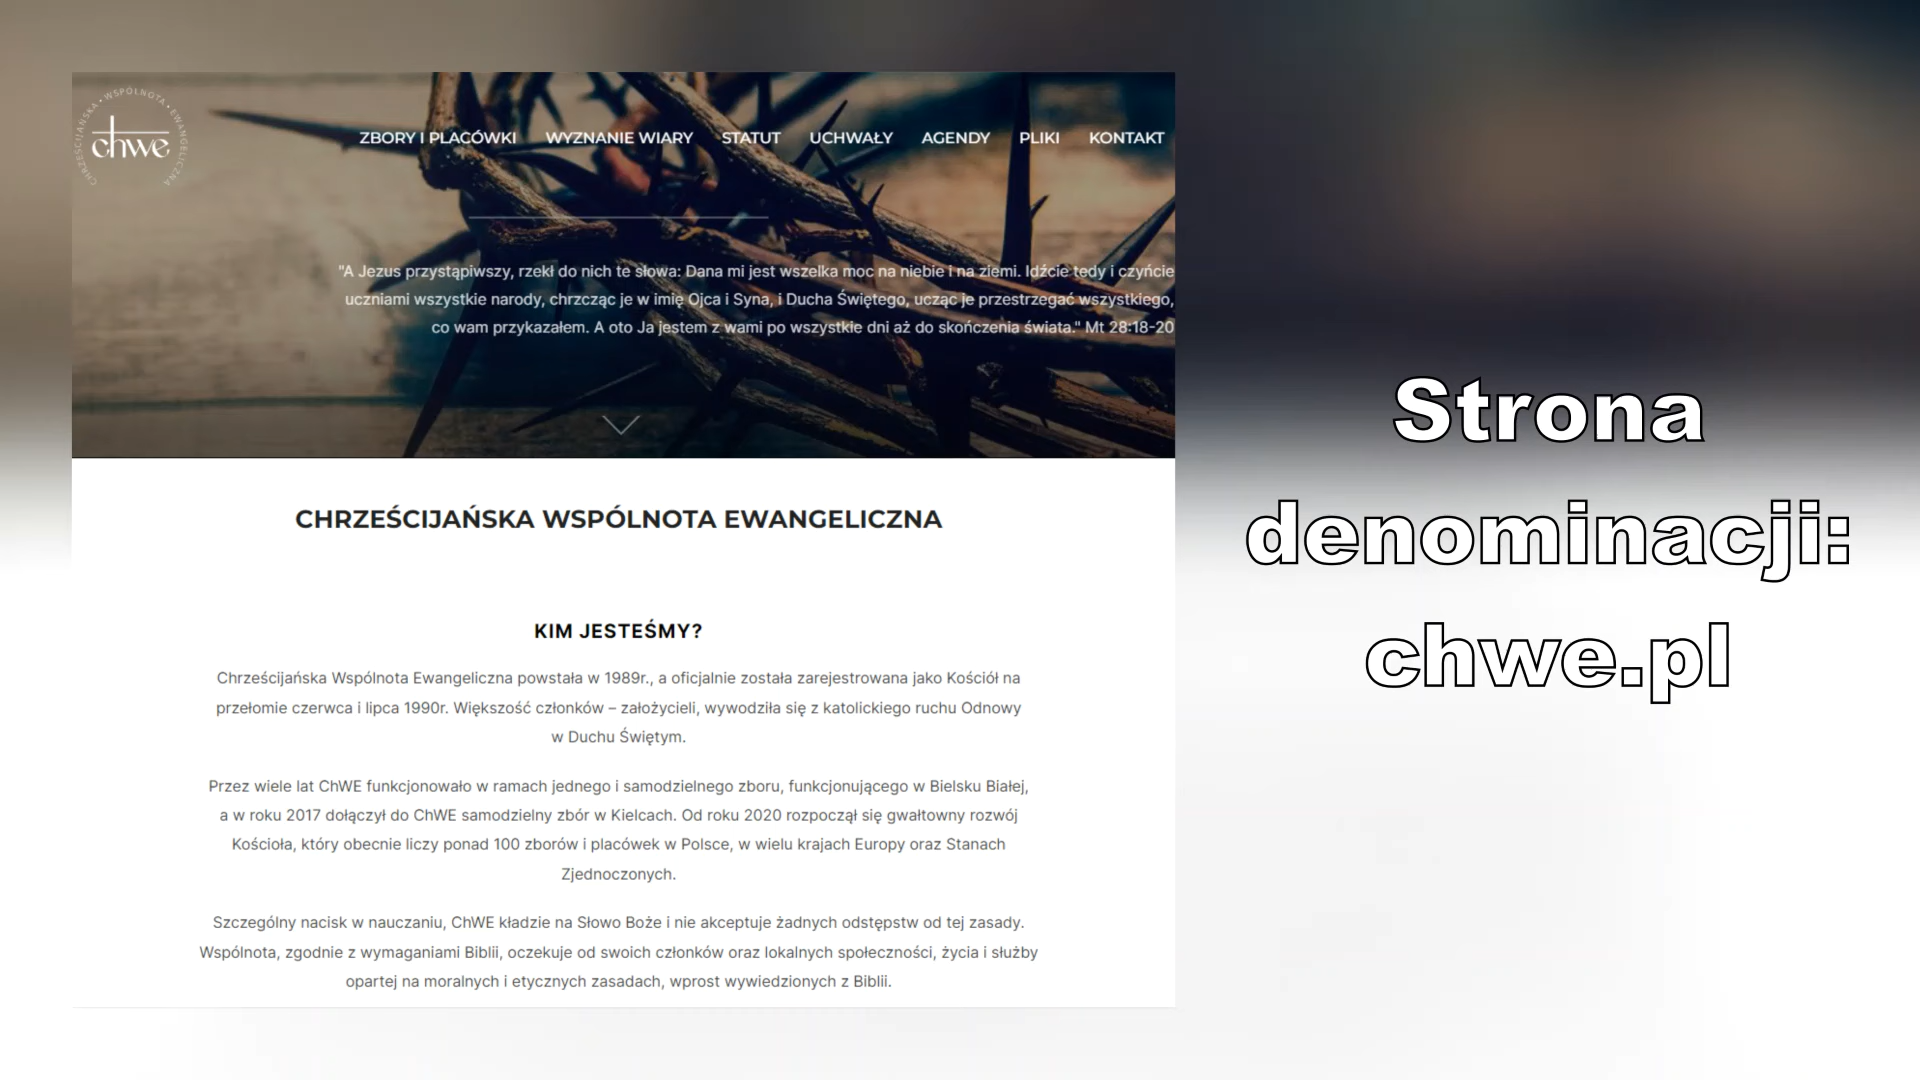 CHRZEŚCIJAŃSKA • WSPÓLNOTA • EWANGELICZNA
chwe
ZBORY I PLACÓWKI WYZNANIE WIARY STATUT UCHWAŁY AGENDY PLIKI KONTAKT
"A Jezus przystąpiwszy, rzekł do nich te słowa: Dana mi jest wszelka moc na niebie i na ziemi. Idźcie tedy i czyńcie
uczniami wszystkie narody, chrzcząc je w imię Ojca i Syna, i Ducha Świętego, ucząc je przestrzegać wszystkiego,
co wam przykazałem. A oto Ja jestem z wami po wszystkie dni aż do skończenia świata." Mt 28:18-20
CHRZEŚCIJAŃSKA WSPÓLNOTA EWANGELICZNA
KIM JESTEŚMY?
Chrześcijańska Wspólnota Ewangeliczna powstała w 1989r., a oficjalnie została zarejestrowana jako Kościół na
przełomie czerwca i lipca 1990r. Większość członków – założycieli, wywodziła się z katolickiego ruchu Odnowy
w Duchu Świętym.
Przez wiele lat ChWE funkcjonowało w ramach jednego i samodzielnego zboru, funkcjonującego w Bielsku Białej,
a w roku 2017 dołączył do ChWE samodzielny zbór w Kielcach. Od roku 2020 rozpoczął się gwałtowny rozwój
Kościoła, który obecnie liczy ponad 100 zborów i placówek w Polsce, w wielu krajach Europy oraz Stanach
Zjednoczonych.
Szczególny nacisk w nauczaniu, ChWE kładzie na Słowo Boże i nie akceptuje żadnych odstępstw od tej zasady.
Wspólnota, zgodnie z wymaganiami Biblii, oczekuje od swoich członków oraz lokalnych społeczności, życia i służby
opartej na moralnych i etycznych zasadach, wprost wywiedzionych z Biblii.
Strona
denominacji:
chwe.pl